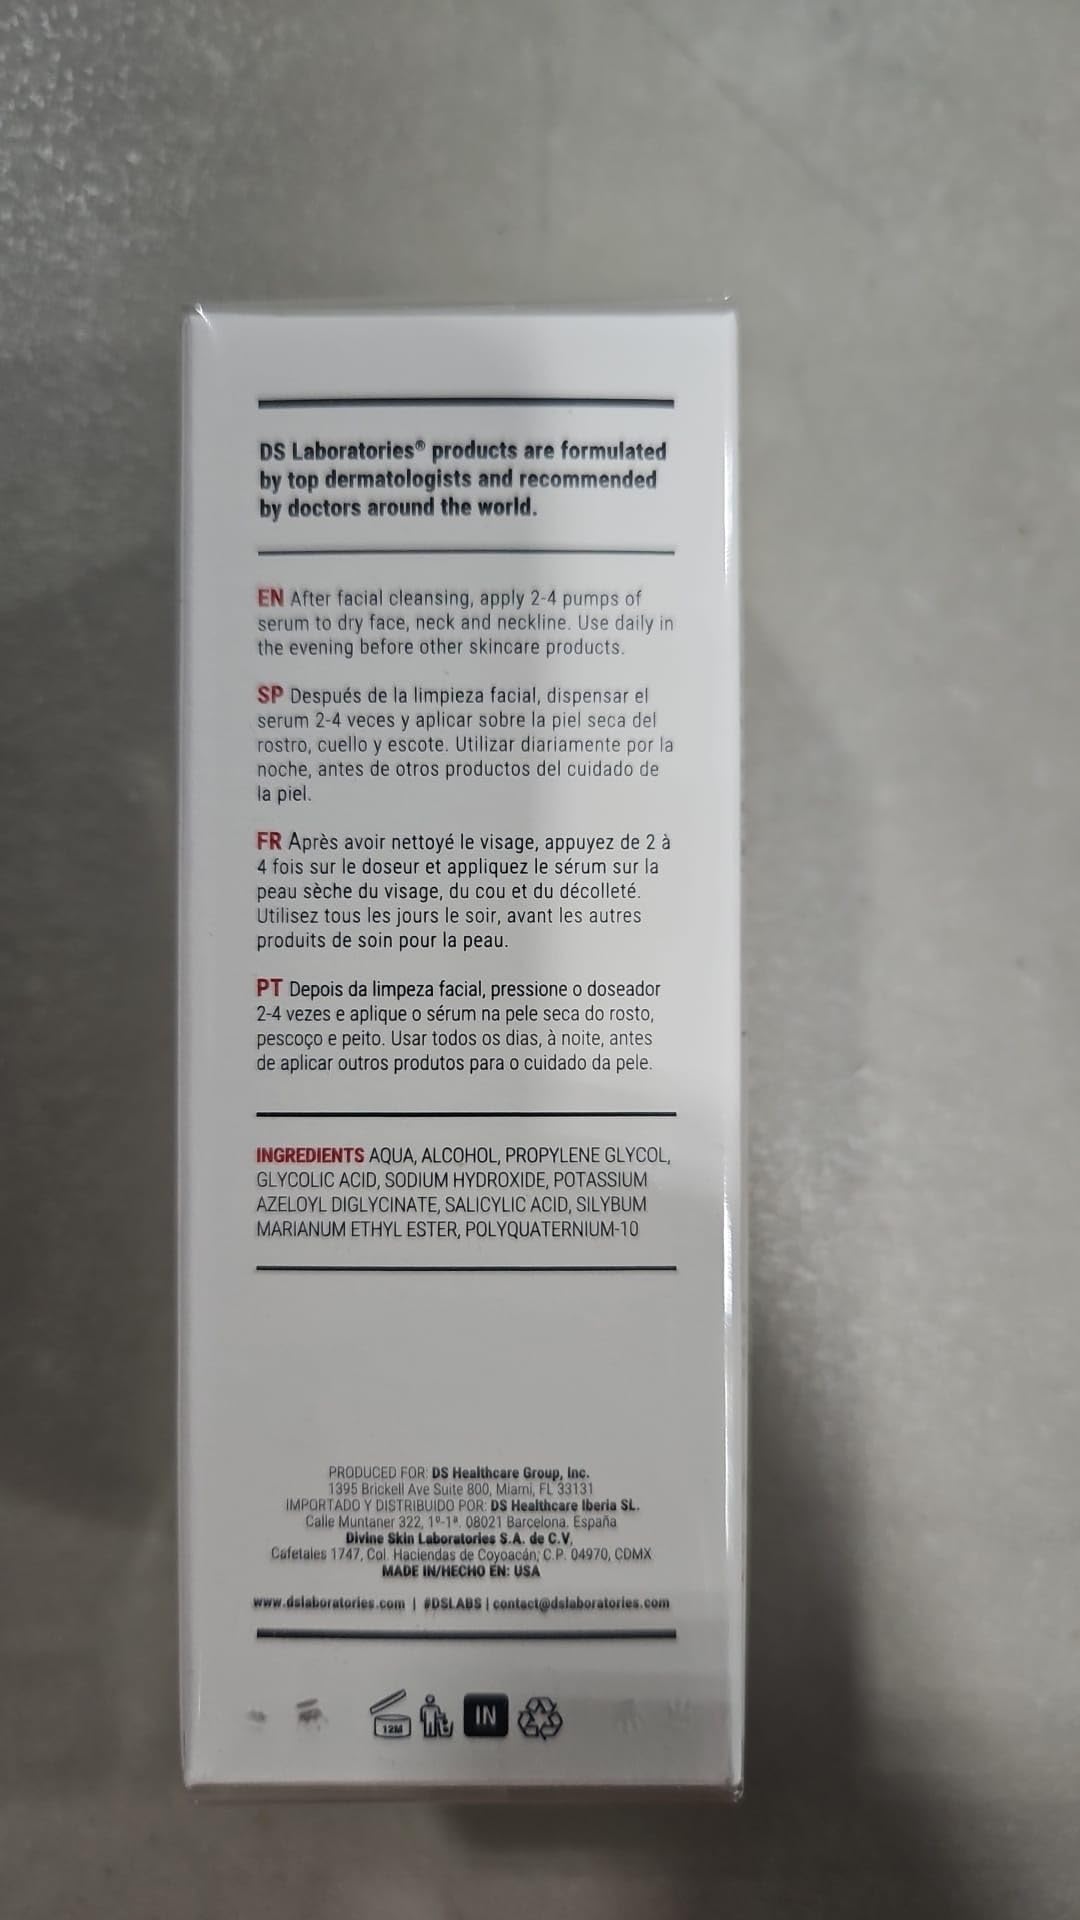 DS Laboratories® products are formulated
by top dermatologists and recommended
by doctors around the world.
EN After facial cleansing, apply 2-4 pumps of
serum to dry face, neck and neckline. Use daily in
the evening before other skincare products.
SP Después de la limpieza facial, dispensar el
serum 2-4 veces y aplicar sobre la piel seca del
rostro, cuello y escote. Utilizar diariamente por la
noche, antes de otros productos del cuidado de
la piel.
FR Après avoir nettoyé le visage, appuyez de 2 à
4 fois sur le doseur et appliquez le sérum sur la
peau sèche du visage, du cou et du décolleté.
Utilisez tous les jours le soir, avant les autres
produits de soin pour la peau.
PT Depois da limpeza facial, pressione o doseador
2-4 vezes e aplique o sérum na pele seca do rosto,
pescoço e peito. Usar todos os dias, à noite, antes
de aplicar outros produtos para o cuidado da pele.
INGREDIENTS AQUA, ALCOHOL, PROPYLENE GLYCOL,
GLYCOLIC ACID, SODIUM HYDROXIDE, POTASSIUM
AZELOYL DIGLYCINATE, SALICYLIC ACID, SILYBUM
MARIANUM ETHYL ESTER, POLYQUATERNIUM-10
PRODUCED FOR: DS Healthcare Group, Inc.
1395 Brickell Ave Suite 800, Miami, FL 33131
IMPORTADO Y DISTRIBUIDO POR: DS Healthcare Iberia SL.
Calle Muntaner 322, 1º-1ª. 08021 Barcelona. España
Divine Skin Laboratories S.A. de C.V.
Cafetales 1747, Col. Haciendas de Coyoacán; C.P. 04970, CDMX
MADE IN/HECHO EN: USA
www.dslaboratories.com | #DSLABS | contact@dslaboratories.com
12M IN